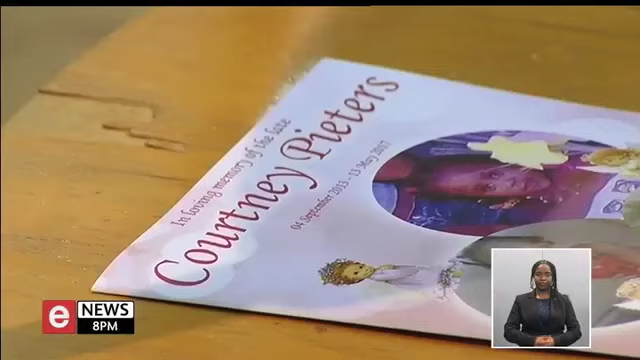 In loving memory of the late
Courtney Pieters
04 September 2013 - 13 May 2017
e NEWS
8PM